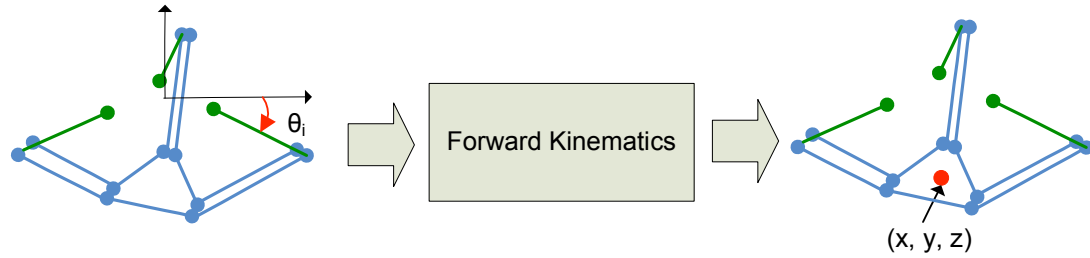 θi
Forward Kinematics
(x, y, z)